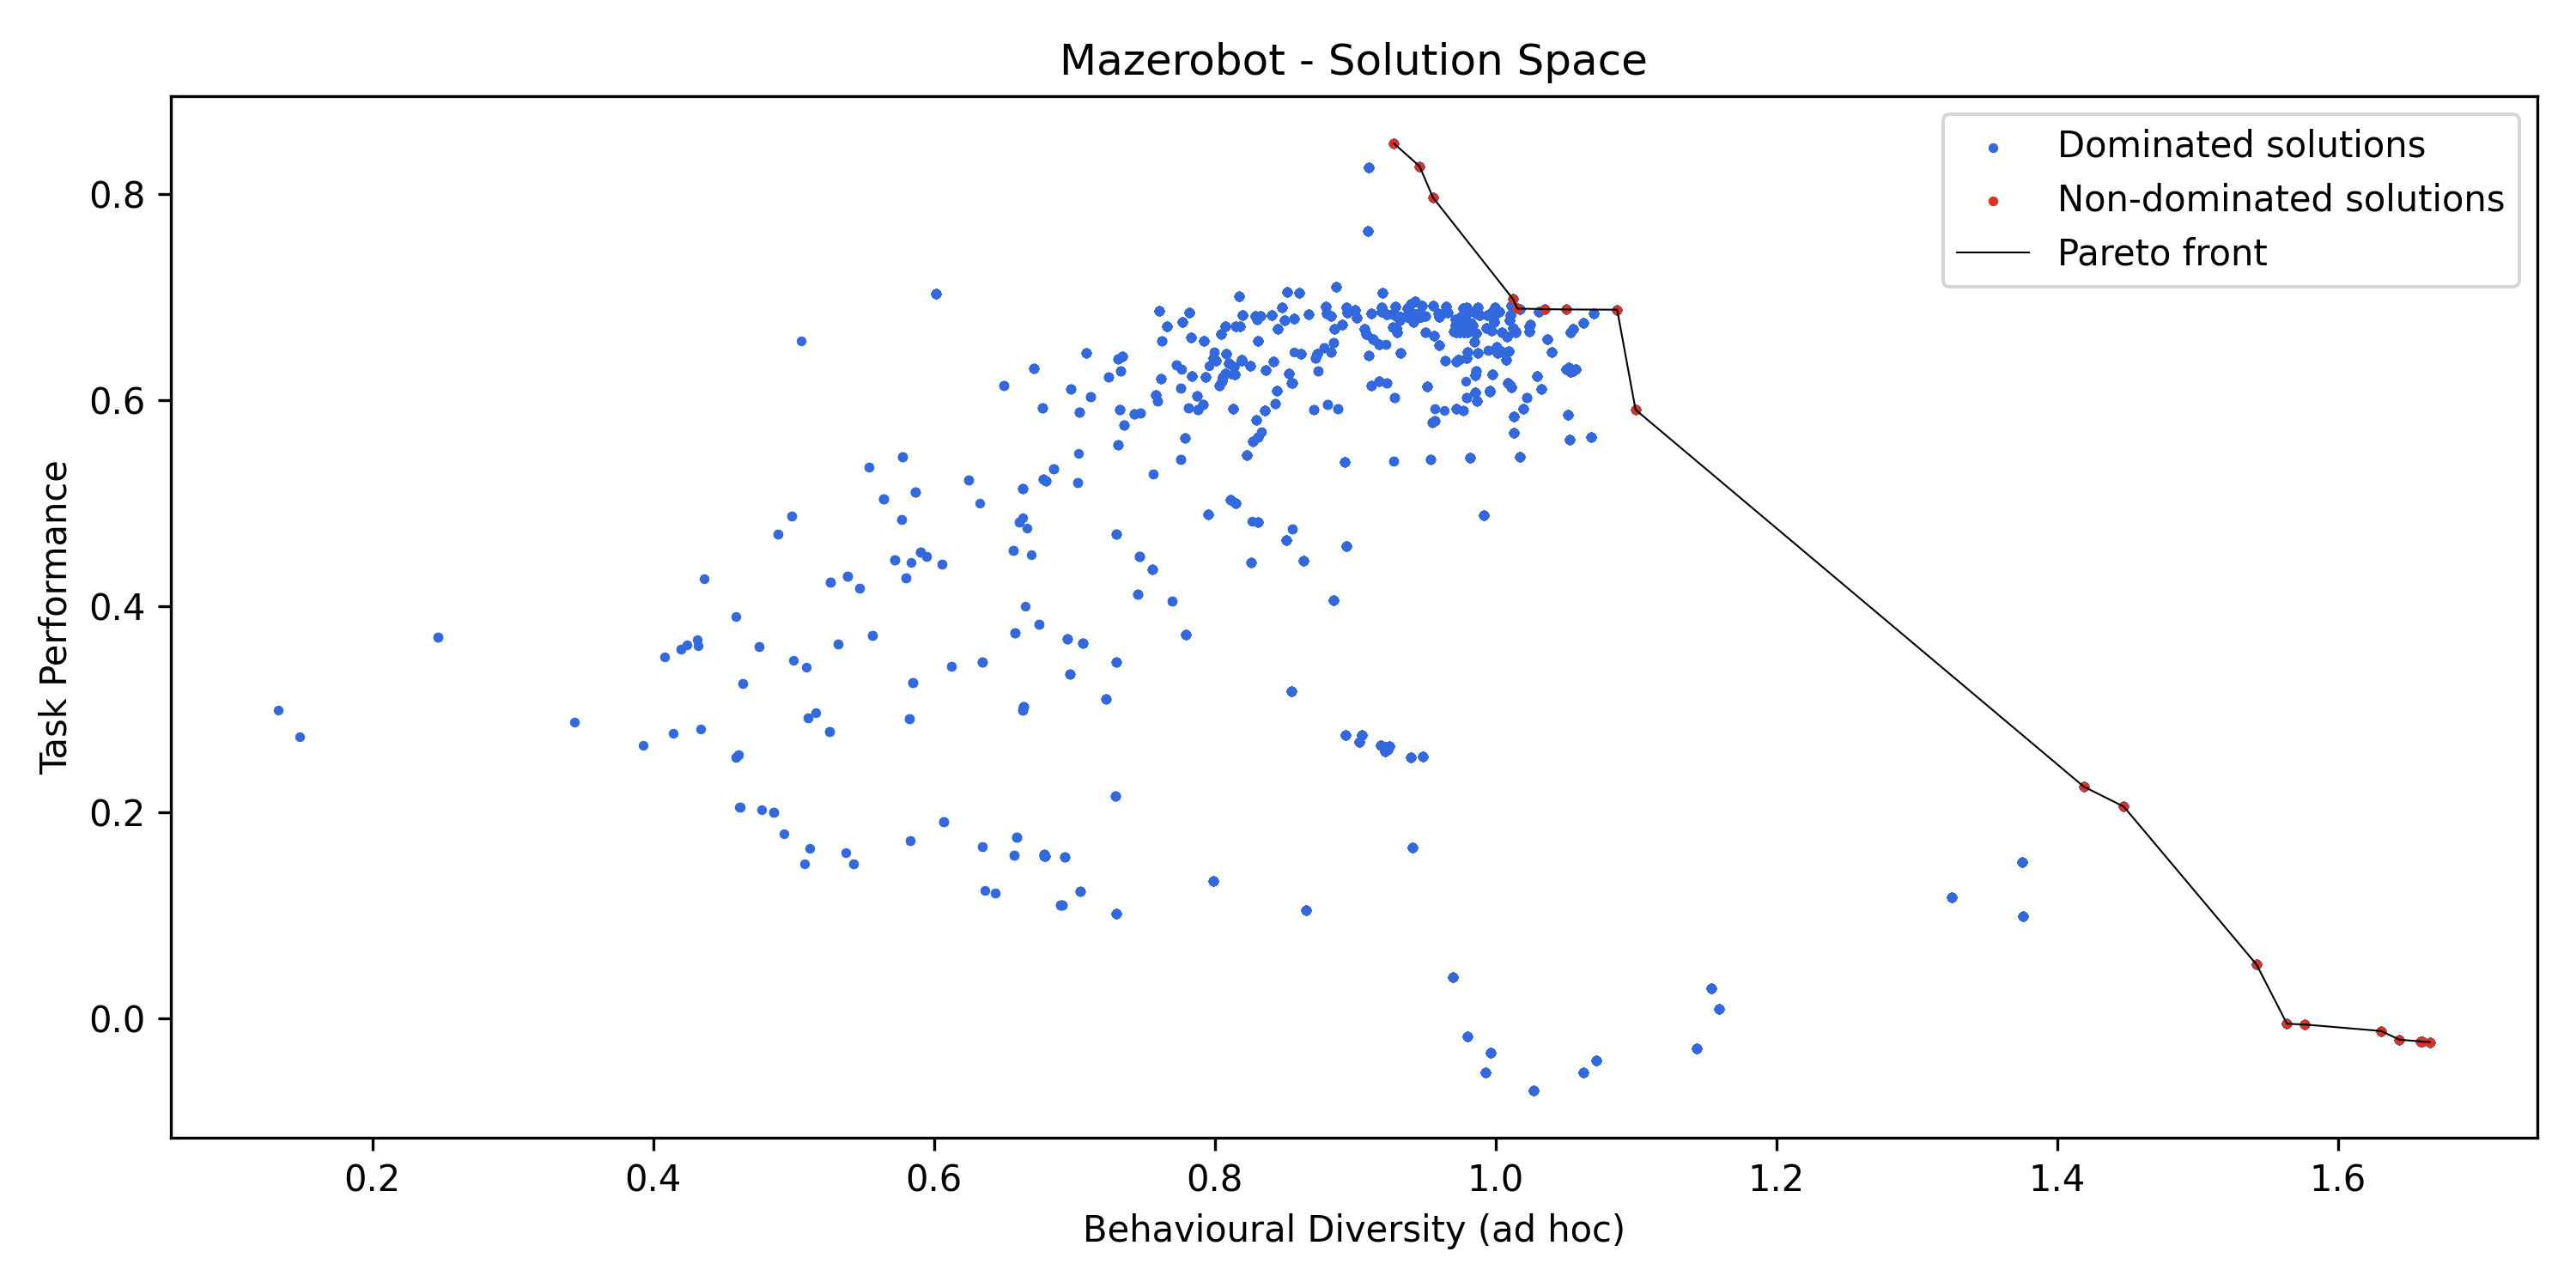 Mazerobot - Solution Space
Dominated solutions
Non-dominated solutions
Pareto front
Task Performance
0.8
0.6
0.4
0.2
0.0
0.2 0.4 0.6 0.8 1.0 1.2 1.4 1.6
Behavioural Diversity (ad hoc)